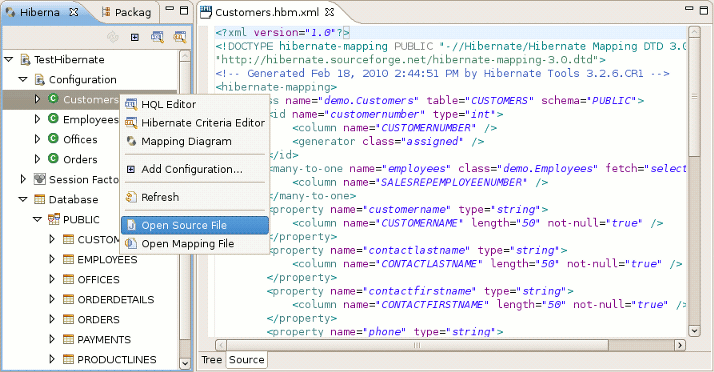 Hiberna
Packag
TestHibernate
Configuration
Customers
Employees
Offices
Orders
Session Facto
Database
PUBLIC
CUSTOM
EMPLOYEES
OFFICES
ORDERDETAILS
ORDERS
PAYMENTS
PRODUCTLINES
HQL Editor
Hibernate Criteria Editor
Mapping Diagram
Add Configuration...
Refresh
Open Source File
Open Mapping File
Customers.hbm.xml
<?xml version="1.0"?>
<!DOCTYPE hibernate-mapping PUBLIC "-//Hibernate/Hibernate Mapping DTD 3.0
"http://hibernate.sourceforge.net/hibernate-mapping-3.0.dtd">
<!-- Generated Feb 18, 2010 2:44:51 PM by Hibernate Tools 3.2.6.CR1 -->
<hibernate-mapping>
ss name="demo.Customers" table="CUSTOMERS" schema="PUBLIC">
<id name="customernumber" type="int">
<column name="CUSTOMERNUMBER" />
<generator class="assigned" />
</id>
<many-to-one name="employees" class="demo.Employees" fetch="select
<column name="SALESREPEMPLOYEENUMBER" />
</many-to-one>
<property name="customername" type="string">
<column name="CUSTOMERNAME" length="50" not-null="true" />
</property>
<property name="contactlastname" type="string">
<column name="CONTACTLASTNAME" length="50" not-null="true" />
</property>
<property name="contactfirstname" type="string">
<column name="CONTACTFIRSTNAME" length="50" not-null="true" />
</property>
<property name="phone" type="string">
Tree
Source